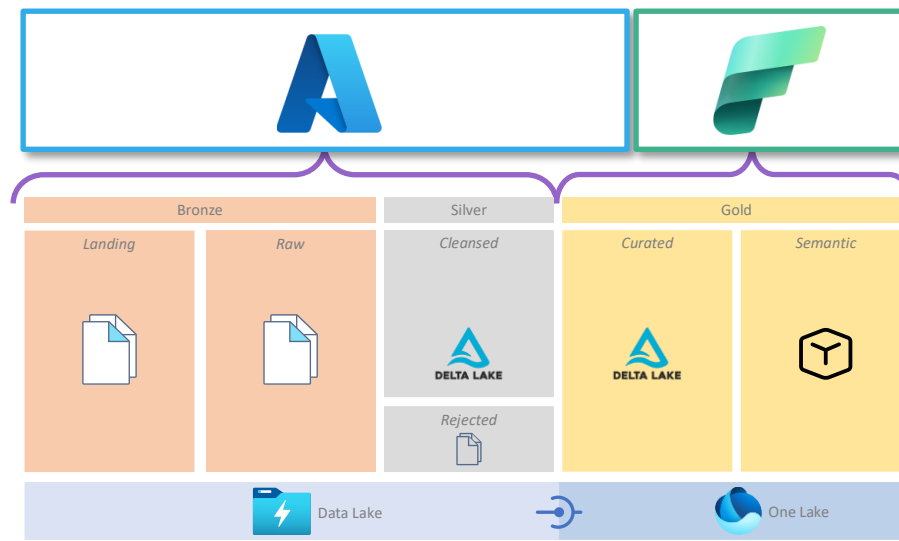 Bronze
Silver
Gold
Landing
Raw
Cleansed
Curated
Semantic
DELTA LAKE
DELTA LAKE
Rejected
Data Lake
One Lake